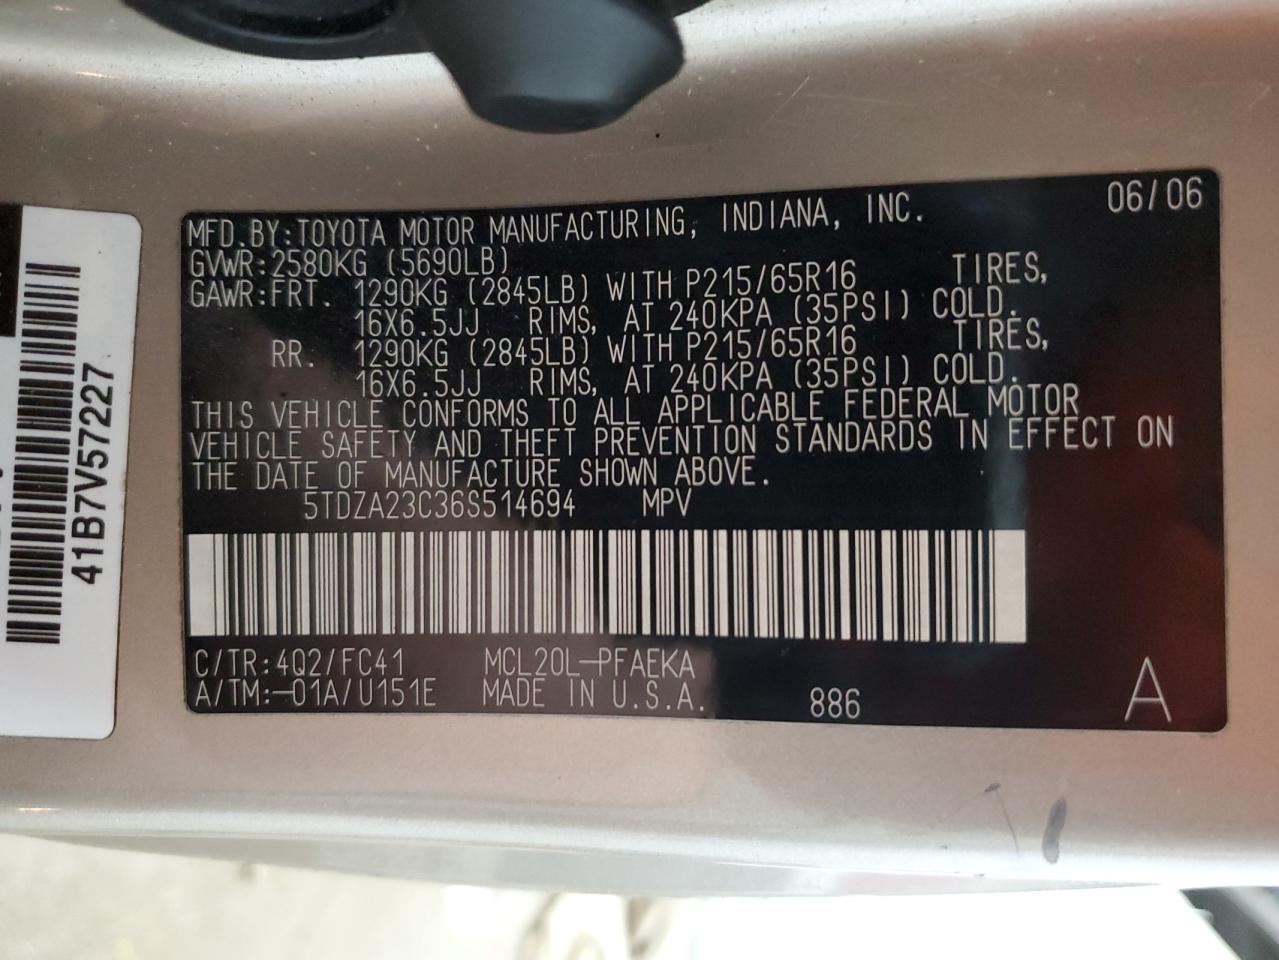 MFD.BY:TOYOTA MOTOR MANUFACTURING, INDIANA, INC. 06/06
GVWR:2580KG (5690LB)
GAWR:FRT. 1290KG (2845LB) WITH P215/65R16 TIRES,
16X6.5JJ RIMS, AT 240KPA (35PSI) COLD.
RR. 1290KG (2845LB) WITH P215/65R16 TIRES,
16X6.5JJ RIMS, AT 240KPA (35PSI) COLD.
THIS VEHICLE CONFORMS TO ALL APPLICABLE FEDERAL MOTOR
VEHICLE SAFETY AND THEFT PREVENTION STANDARDS IN EFFECT ON
THE DATE OF MANUFACTURE SHOWN ABOVE.
5TDZA23C36S514694 MPV
C/TR:4Q2/FC41 MCL20L-PFAEKA
A/TM:-01A/U151E MADE IN U.S.A. 886 A
41B7V57227